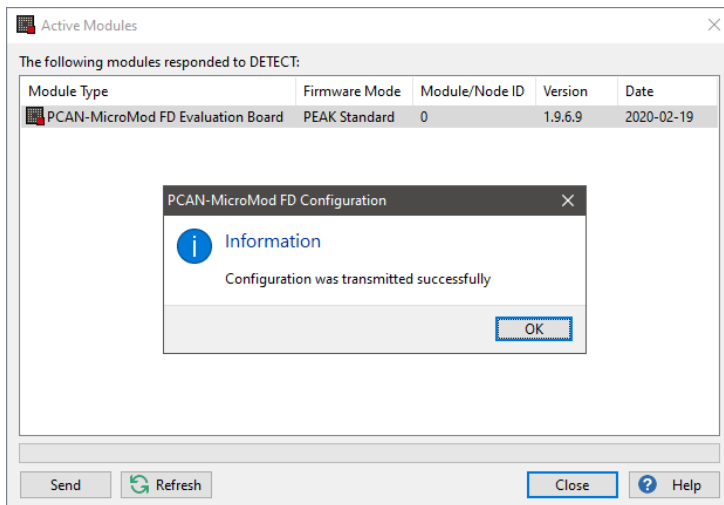 Active Modules
The following modules responded to DETECT:
Module Type Firmware Mode Module/Node ID Version Date
PCAN-MicroMod FD Evaluation Board PEAK Standard 0 1.9.6.9 2020-02-19
PCAN-MicroMod FD Configuration
Information
Configuration was transmitted successfully
OK
Send Refresh Close Help